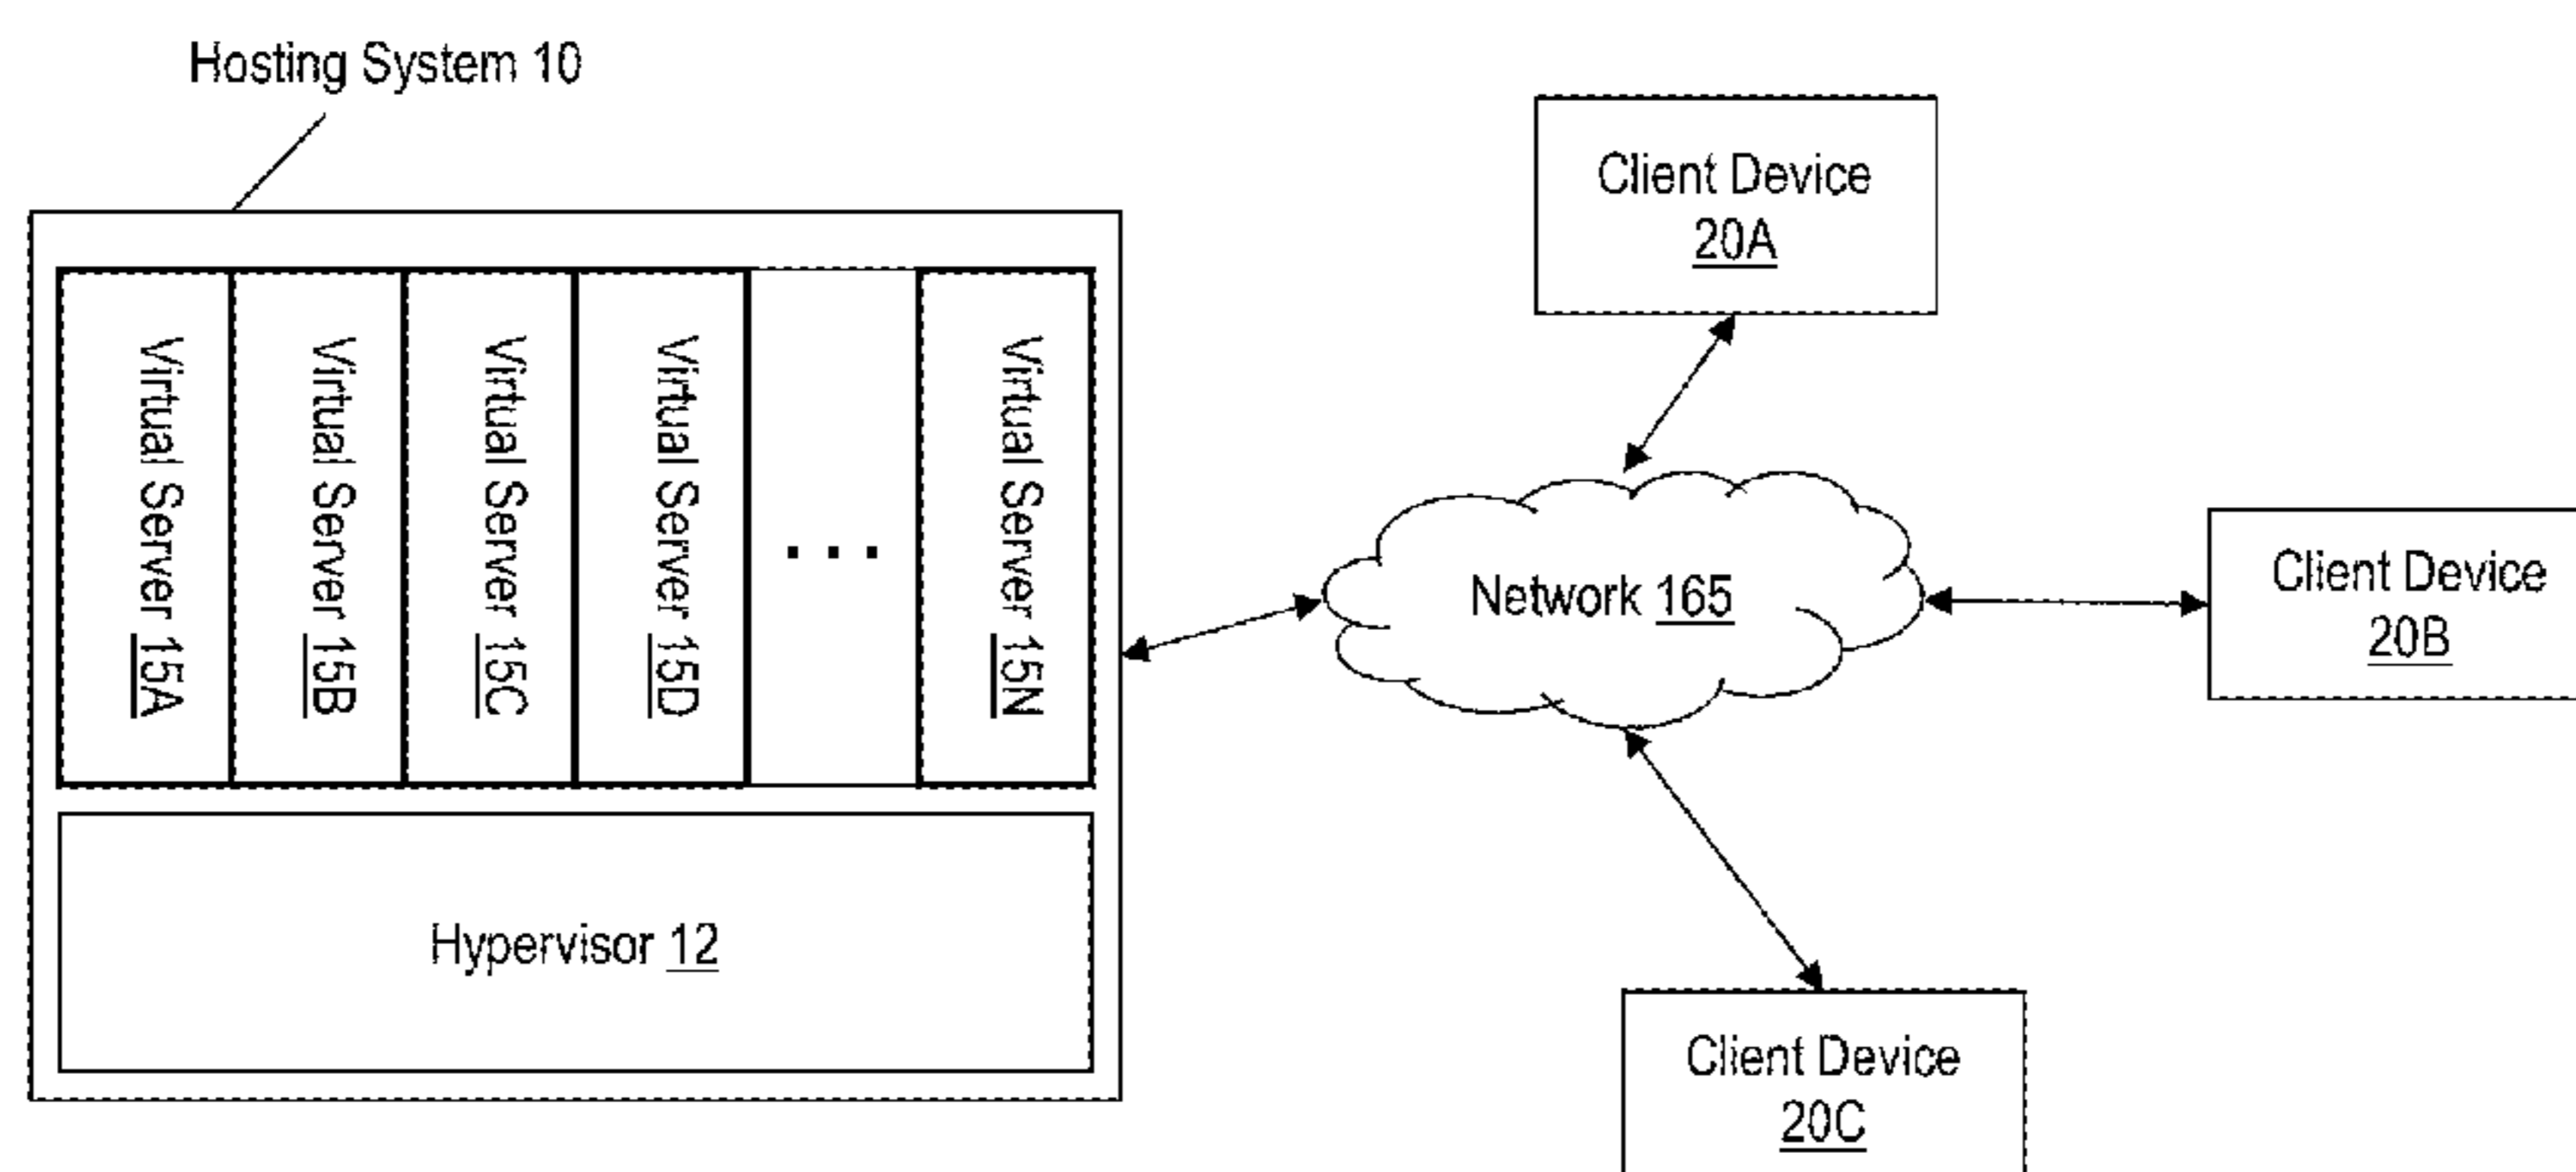 Hosting System 10
Virtual Server 15A
Virtual Server 15B
Virtual Server 15C
Virtual Server 15D
. . .
Virtual Server 15N
Hypervisor 12
Network 165
Client Device
20A
Client Device
20B
Client Device
20C